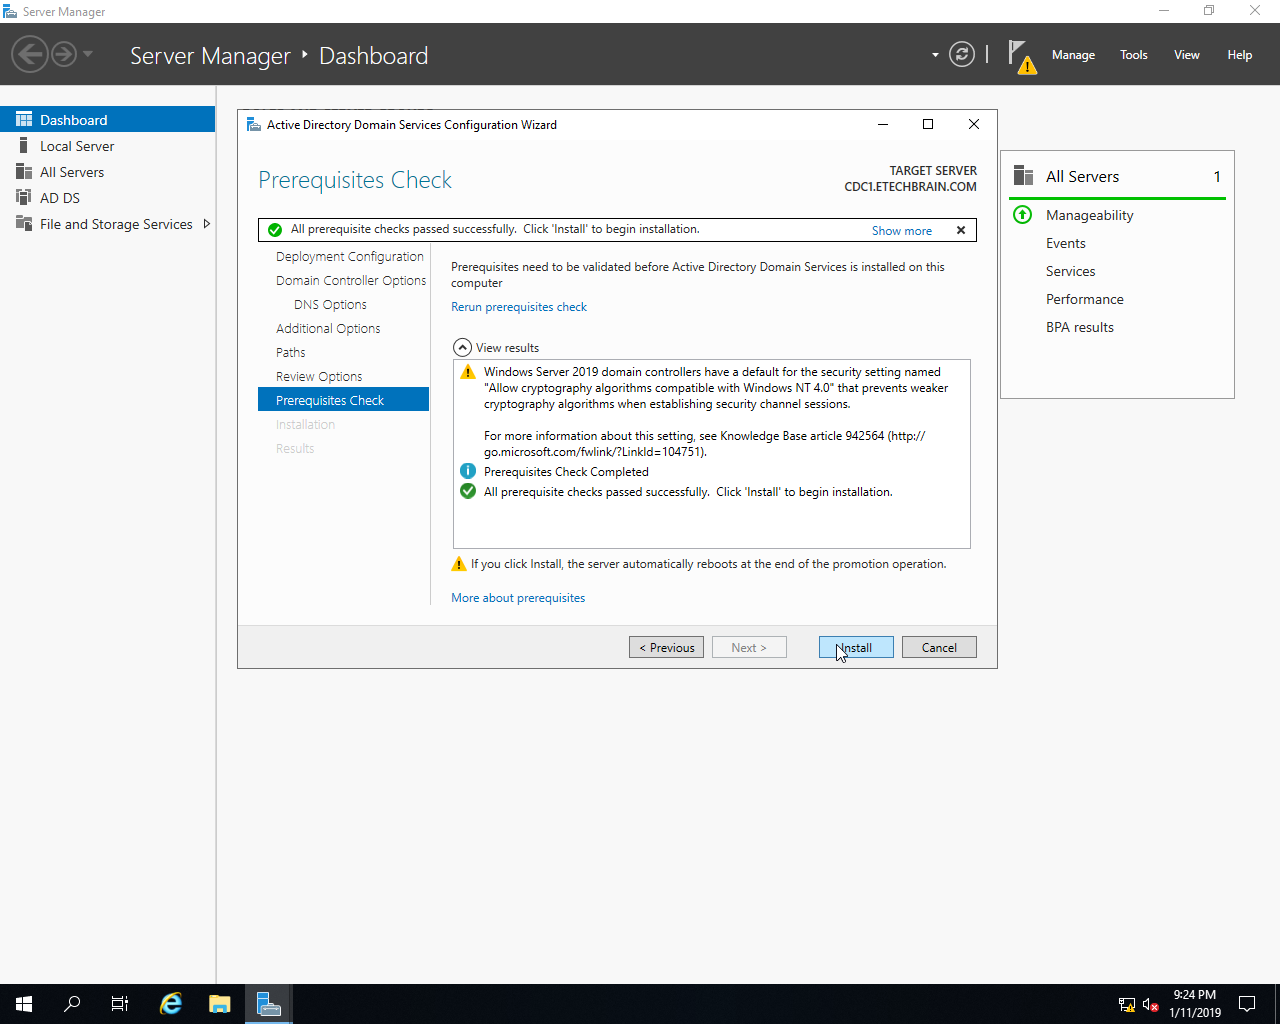 Server Manager
Server Manager ‣ Dashboard
Manage
Tools
View
Help
Dashboard
Local Server
All Servers
AD DS
File and Storage Services
Active Directory Domain Services Configuration Wizard
Prerequisites Check
TARGET SERVER
CDC1.ETECHBRAIN.COM
All prerequisite checks passed successfully.  Click 'Install' to begin installation.
Show more
Deployment Configuration
Domain Controller Options
DNS Options
Additional Options
Paths
Review Options
Prerequisites Check
Installation
Results
Prerequisites need to be validated before Active Directory Domain Services is installed on this
computer
Rerun prerequisites check
View results
Windows Server 2019 domain controllers have a default for the security setting named
"Allow cryptography algorithms compatible with Windows NT 4.0" that prevents weaker
cryptography algorithms when establishing security channel sessions.
For more information about this setting, see Knowledge Base article 942564 (http://
go.microsoft.com/fwlink/?LinkId=104751).
Prerequisites Check Completed
All prerequisite checks passed successfully.  Click 'Install' to begin installation.
If you click Install, the server automatically reboots at the end of the promotion operation.
More about prerequisites
< Previous
Next >
Install
Cancel
All Servers
1
Manageability
Events
Services
Performance
BPA results
9:24 PM
1/11/2019